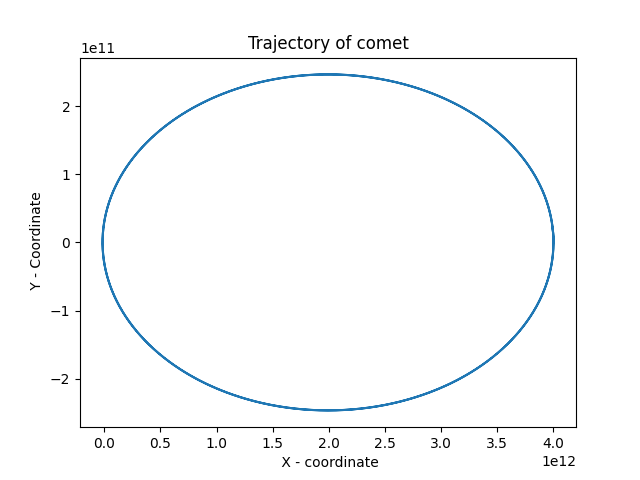 Trajectory of comet
1e11
2
1
0
−1
−2
Y - Coordinate
0.0 0.5 1.0 1.5 2.0 2.5 3.0 3.5 4.0
1e12
X - coordinate